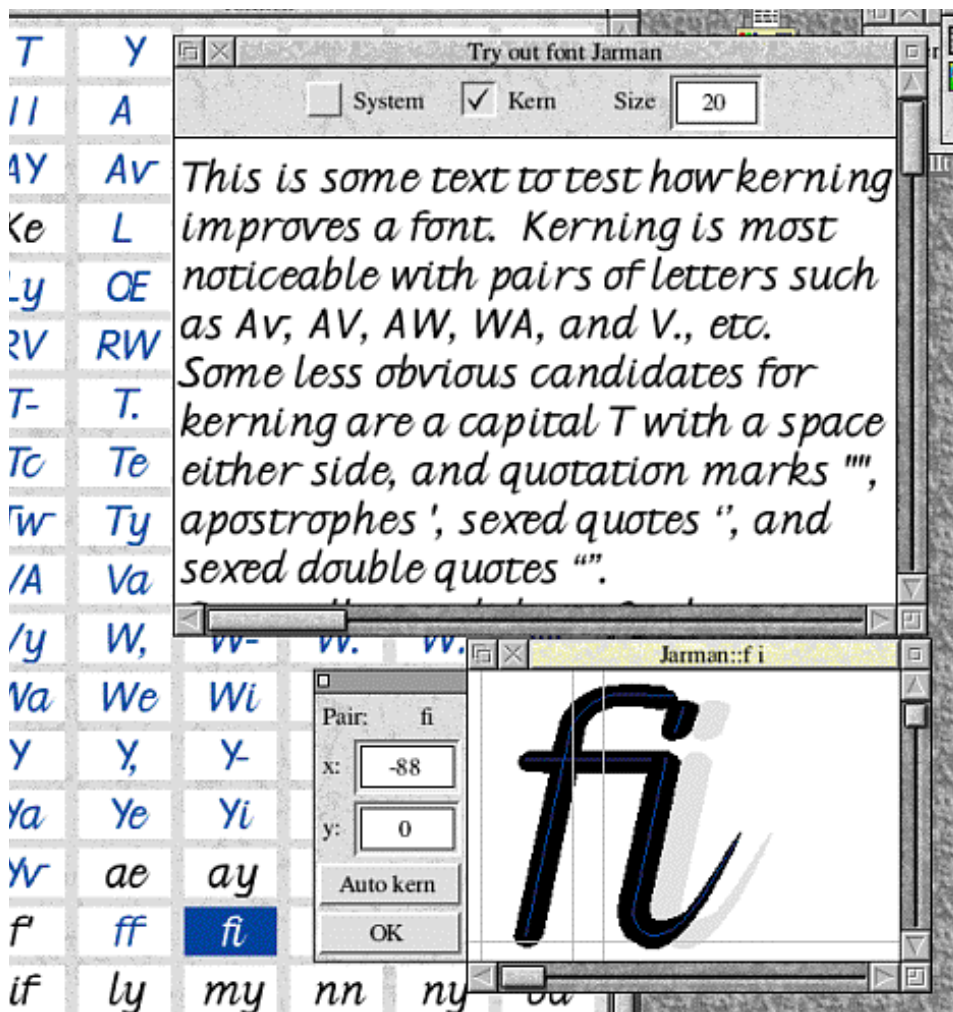 T Y
A
AY Av
Ke L
Ly OE
RV RW
T- T.
Tc Te
Tw Ty
VA Va
Vy W, W- W. W.
Wa We Wi
Y Y, Y-
Ya Ye Yi
Yv ae ay
f' ff fi
if ly my nn ny
Try out font Jarman
System Kern Size 20
This is some text to test how kerning
improves a font.  Kerning is most
noticeable with pairs of letters such
as Av, AV, AW, WA, and V., etc.
Some less obvious candidates for
kerning are a capital T with a space
either side, and quotation marks "",
apostrophes ', sexed quotes ‘’, and
sexed double quotes “”.
Pair: fi
x: -88
y: 0
Auto kern
OK
Jarman::f i
fi